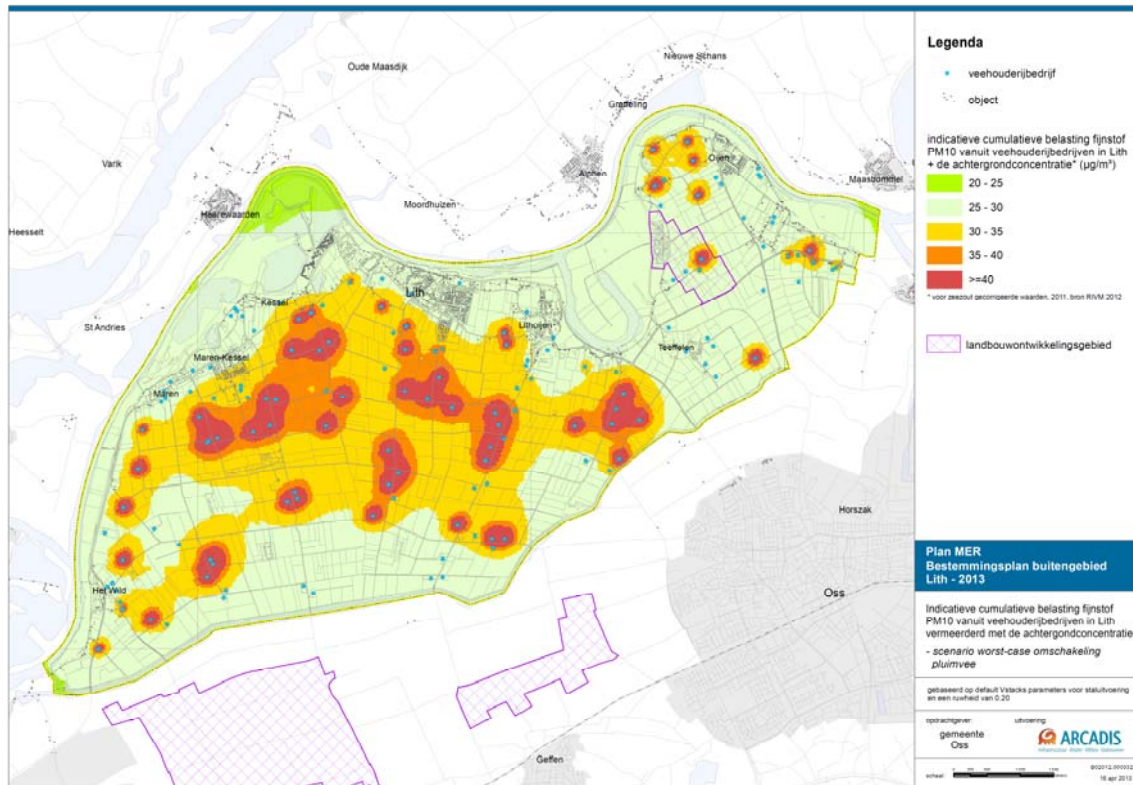 Nieuwe Schans
Oude Maasdijk
Greffeling
Varik
Alphen
Oijen
Maasbommel
Heerewaarden
Moordhuizen
Heesselt
Kessel
Lith
St Andries
Lithoijen
Maren-Kessel
Teeffelen
Maren
Horszak
Het Wild
Oss
Geffen
Legenda
veehouderijbedrijf
object
indicatieve cumulatieve belasting fijnstof
PM10 vanuit veehouderijbedrijven in Lith
+ de achtergrondconcentratie* (µg/m³)
20 - 25
25 - 30
30 - 35
35 - 40
>=40
* voor zeezout gecorrigeerde waarden, 2011, bron RIVM 2012
landbouwontwikkelingsgebied
Plan MER
Bestemmingsplan buitengebied
Lith - 2013
Indicatieve cumulatieve belasting fijnstof
PM10 vanuit veehouderijbedrijven in Lith
vermeerderd met de achtergondconcentratie
- scenario worst-case omschakeling
pluimvee
gebaseerd op default Vstacks parameters voor staluitvoering
en een ruwheid van 0,20
opdrachtgever: uitvoering:
gemeente
Oss
ARCADIS
schaal:
16 apr 2013